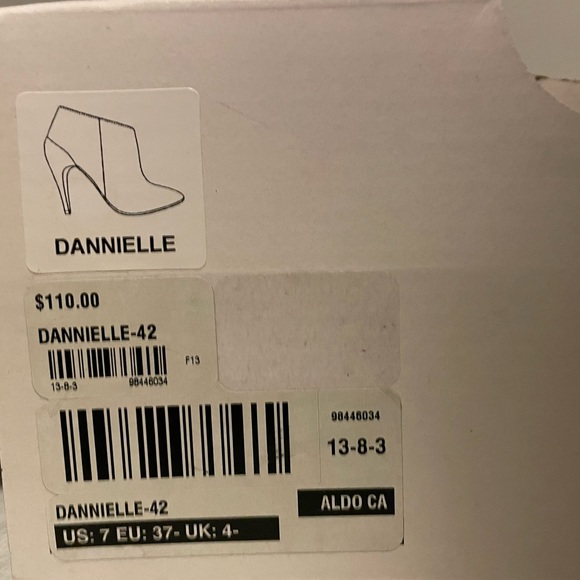 DANNIELLE
$110.00
DANNIELLE-42
F13
13-8-3 98446034
98446034
13-8-3
DANNIELLE-42
ALDO CA
US: 7 EU: 37- UK: 4-